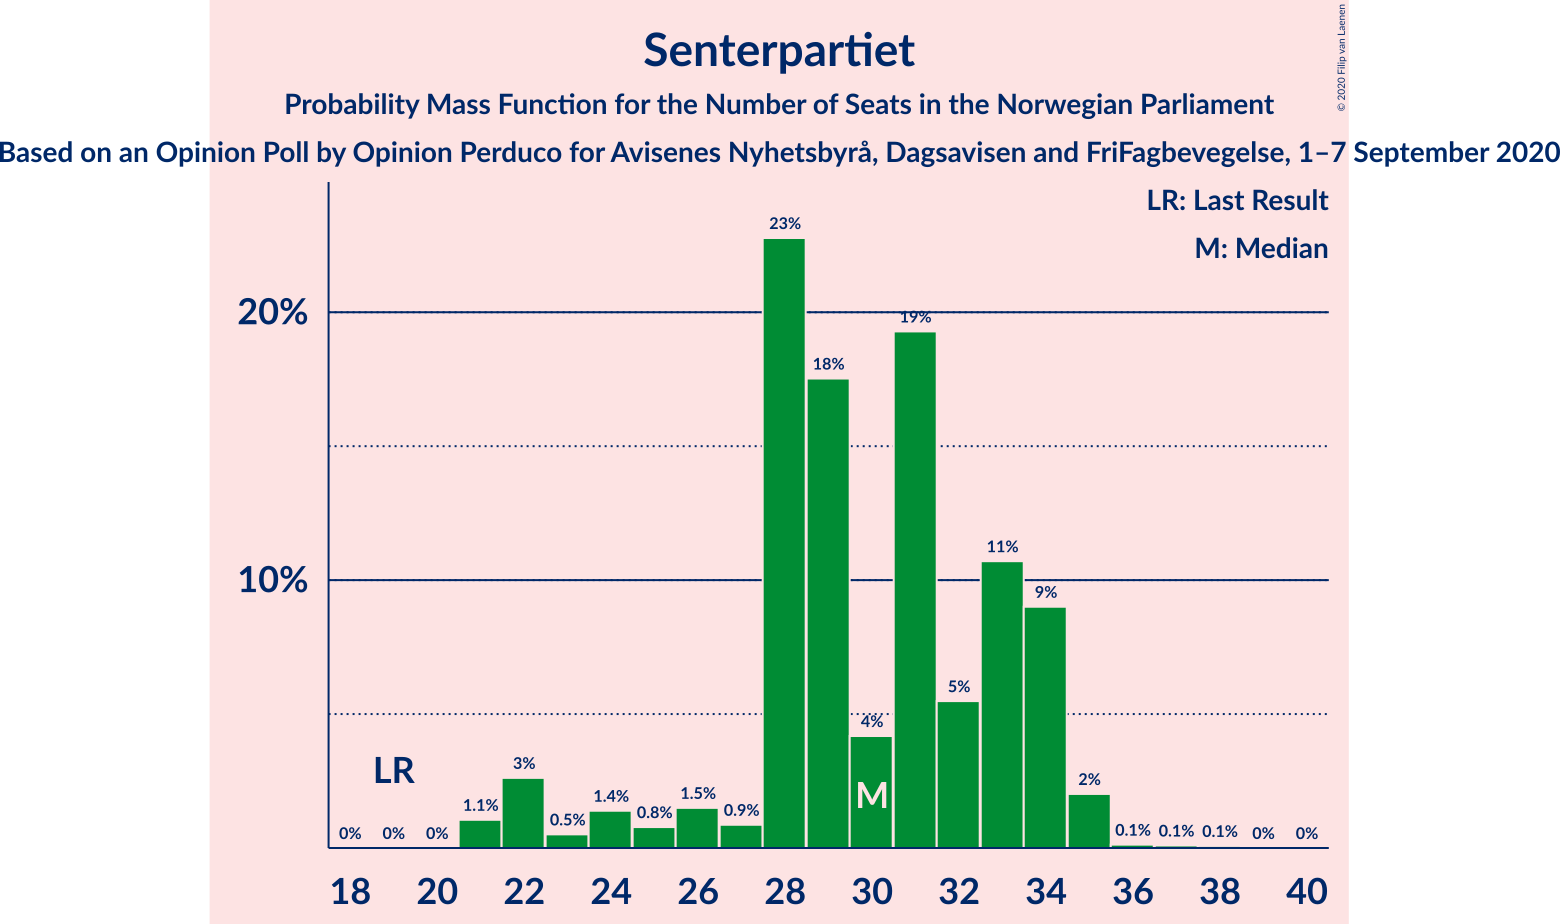 Senterpartiet
Probability Mass Function for the Number of Seats in the Norwegian Parliament
Based on an Opinion Poll by Opinion Perduco for Avisenes Nyhetsbyrå, Dagsavisen and FriFagbevegelse, 1–7 September 2020
© 2020 Filip van Laenen
LR: Last Result
M: Median
20%
10%
0% 0% 0% 1.1% 3% 0.5% 1.4% 0.8% 1.5% 0.9% 23% 18% 4% 19% 5% 11% 9% 2% 0.1% 0.1% 0.1% 0% 0%
LR
M
18 20 22 24 26 28 30 32 34 36 38 40